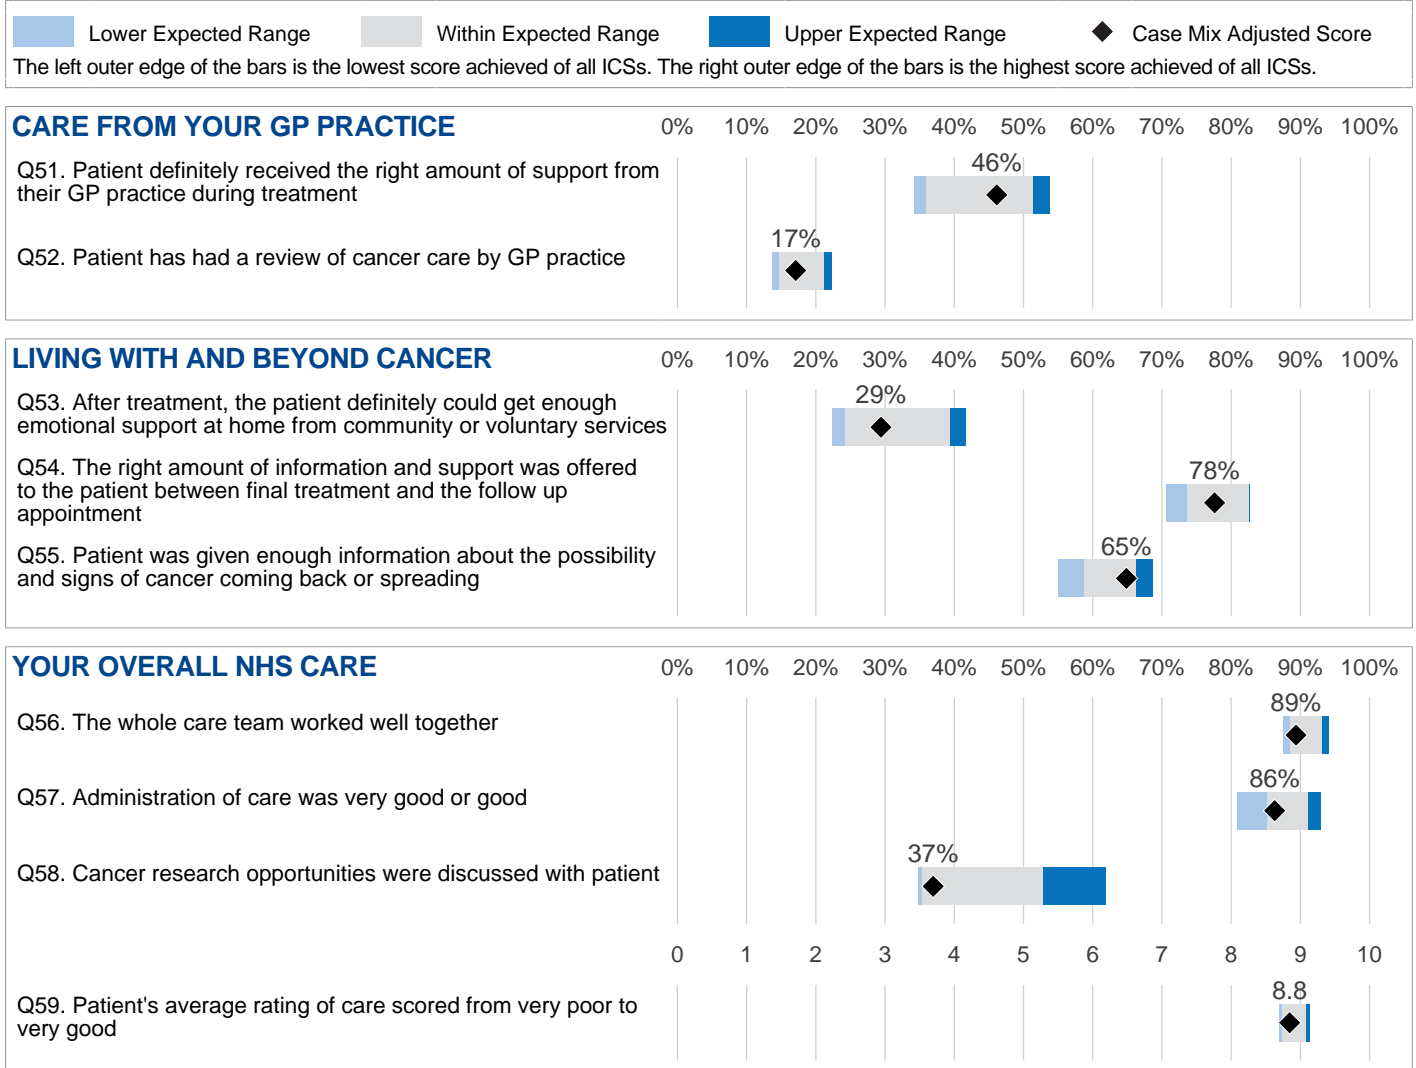 Lower Expected Range Within Expected Range Upper Expected Range Case Mix Adjusted Score
The left outer edge of the bars is the lowest score achieved of all ICSs. The right outer edge of the bars is the highest score achieved of all ICSs.
CARE FROM YOUR GP PRACTICE 0% 10% 20% 30% 40% 50% 60% 70% 80% 90% 100%
46%
Q51. Patient definitely received the right amount of support from
their GP practice during treatment
17%
Q52. Patient has had a review of cancer care by GP practice
LIVING WITH AND BEYOND CANCER 0% 10% 20% 30% 40% 50% 60% 70% 80% 90% 100%
29%
Q53. After treatment, the patient definitely could get enough
emotional support at home from community or voluntary services
78%
Q54. The right amount of information and support was offered
to the patient between final treatment and the follow up
appointment
65%
Q55. Patient was given enough information about the possibility
and signs of cancer coming back or spreading
YOUR OVERALL NHS CARE 0% 10% 20% 30% 40% 50% 60% 70% 80% 90% 100%
89%
Q56. The whole care team worked well together
86%
Q57. Administration of care was very good or good
37%
Q58. Cancer research opportunities were discussed with patient
0 1 2 3 4 5 6 7 8 9 10
8.8
Q59. Patient's average rating of care scored from very poor to
very good